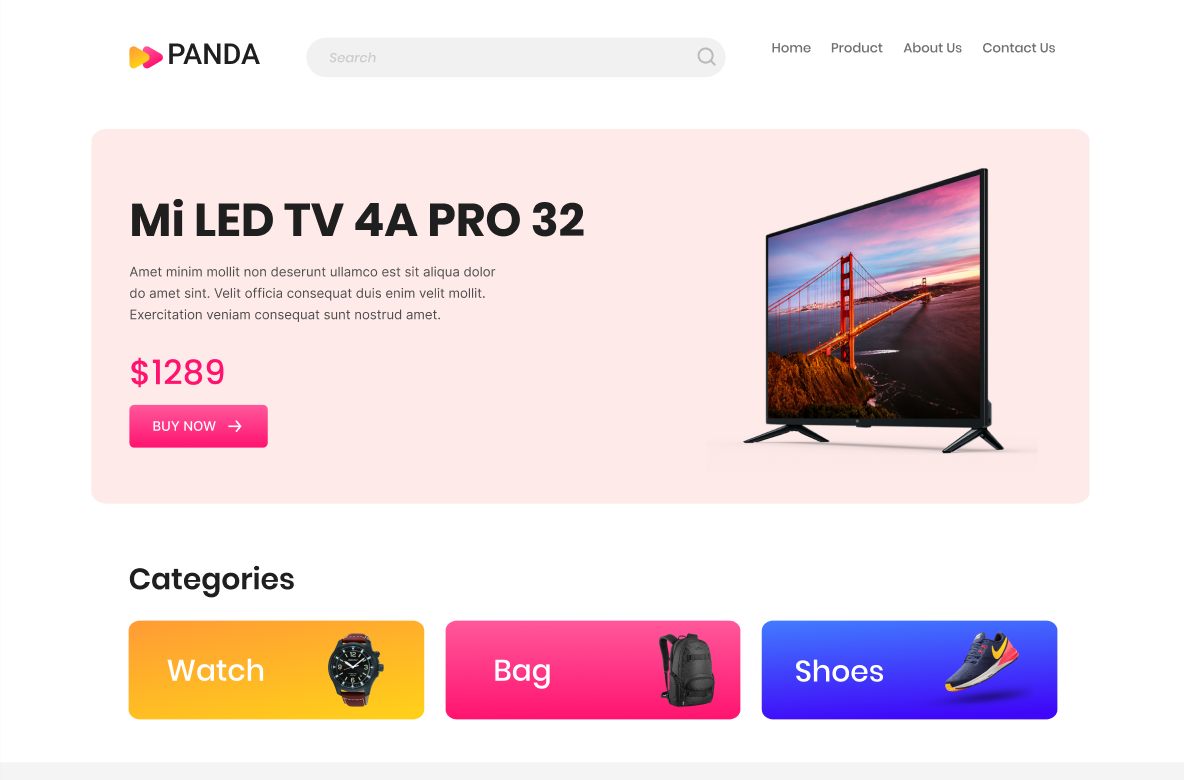 PANDA
Search
Home
Product
About Us
Contact Us
Mi LED TV 4A PRO 32
Amet minim mollit non deserunt ullamco est sit aliqua dolor
do amet sint. Velit officia consequat duis enim velit mollit.
Exercitation veniam consequat sunt nostrud amet.
$1289
BUY NOW
Categories
Watch
Bag
Shoes